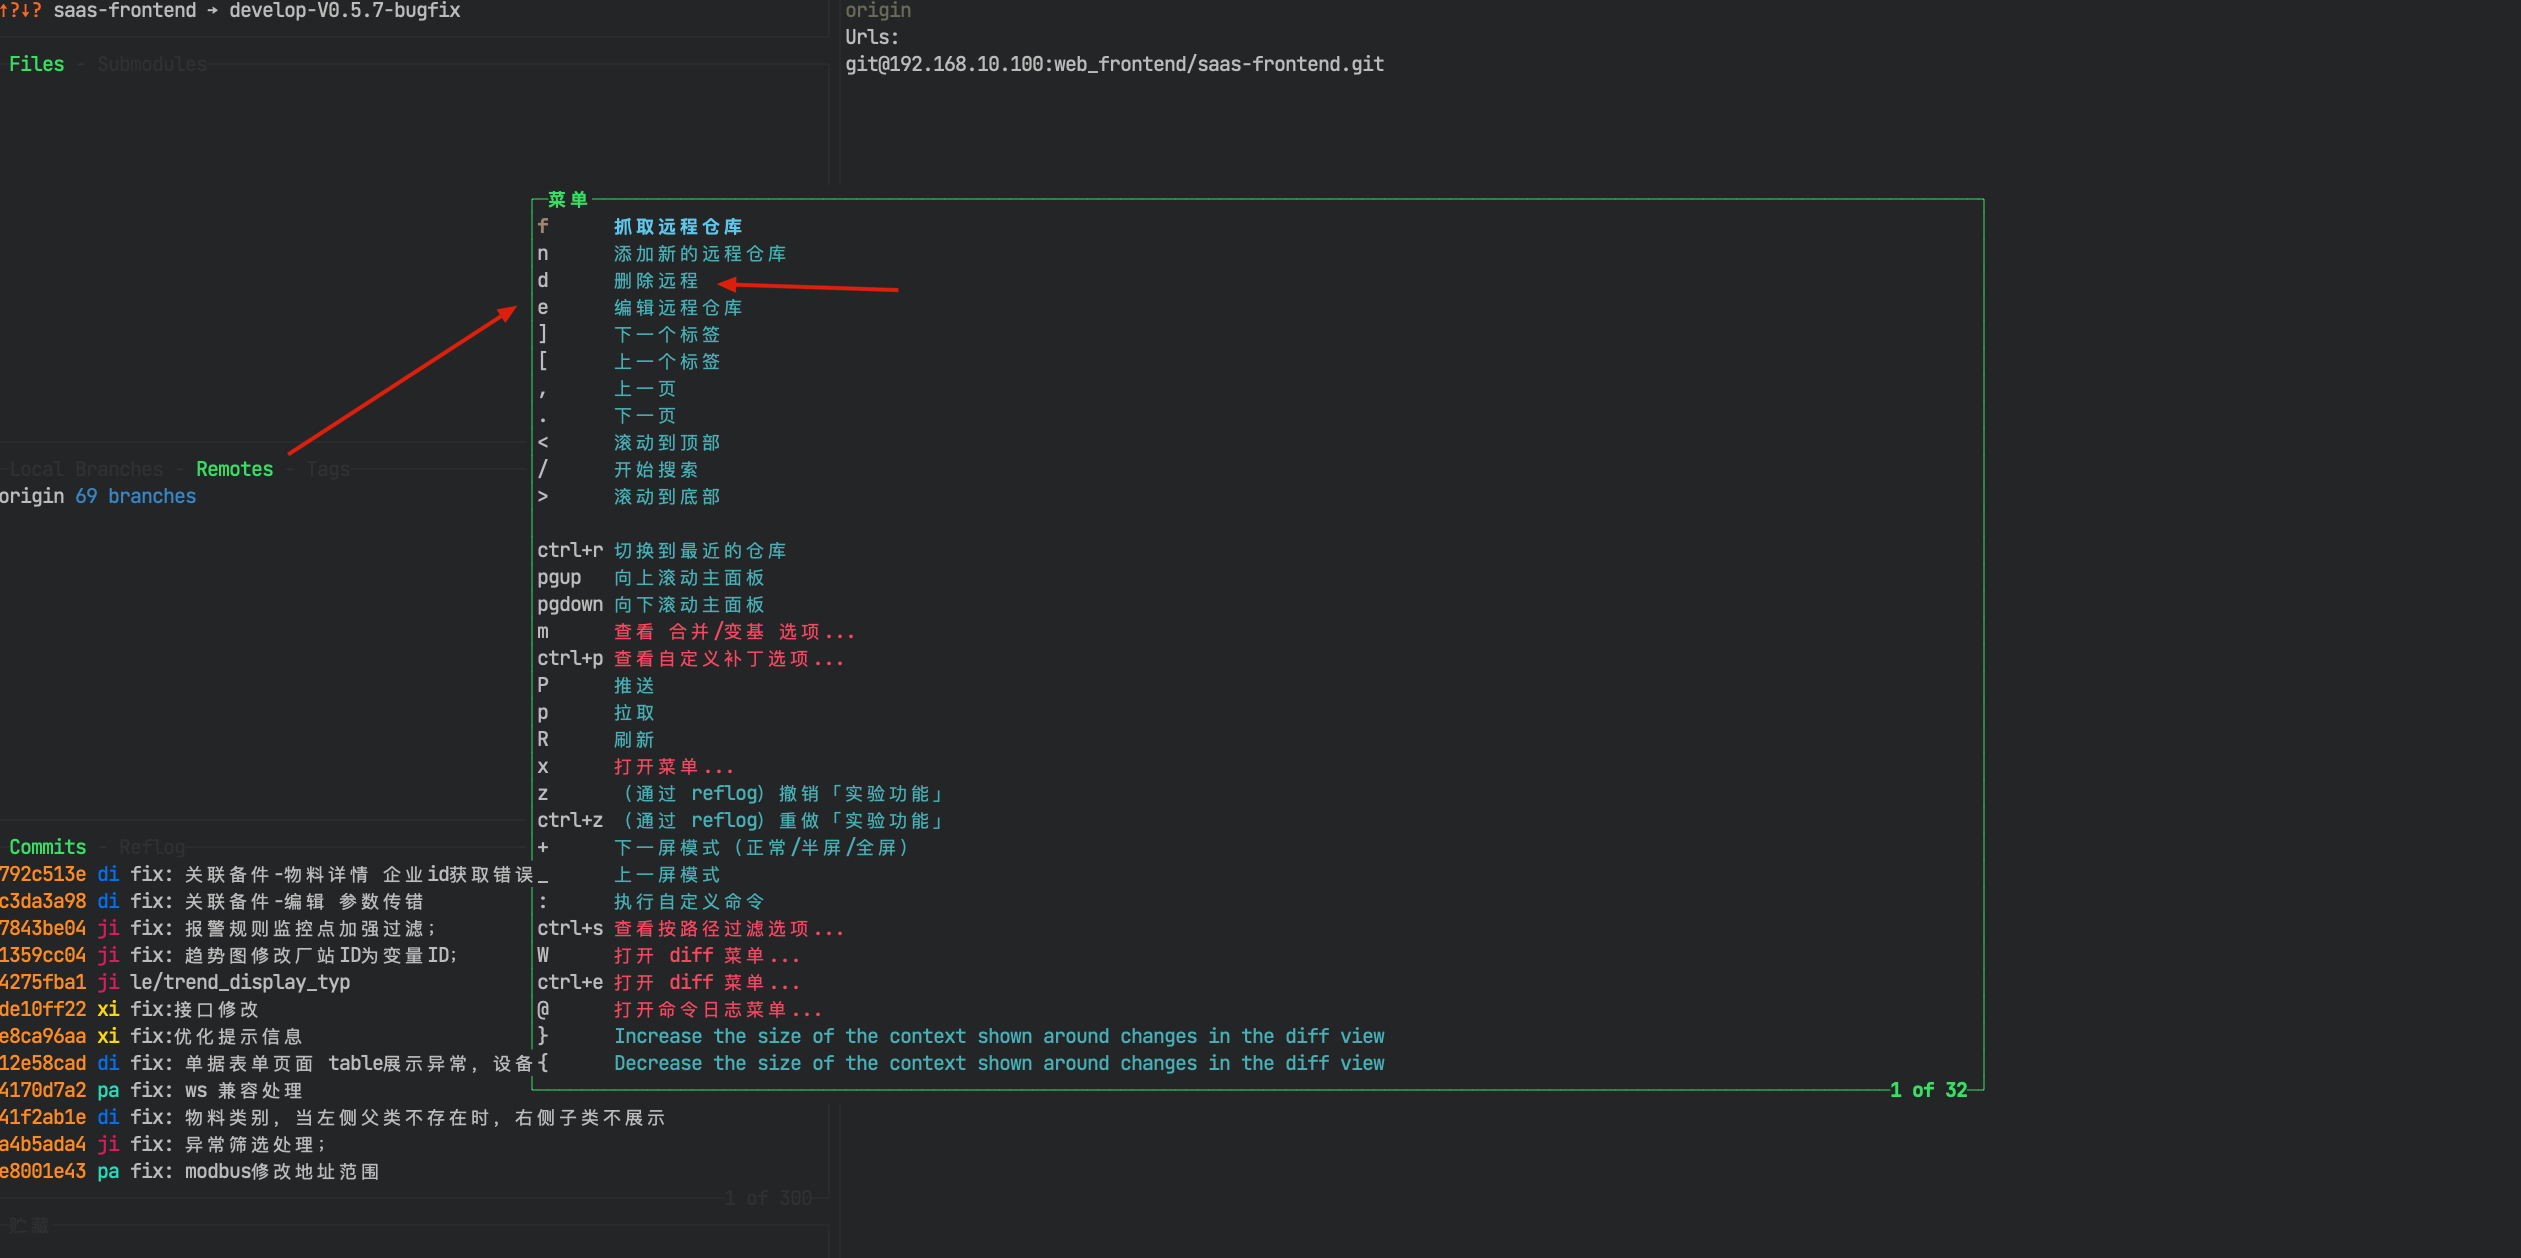 ↑?↓? saas-frontend → develop-V0.5.7-bugfix
Files - Submodules
origin
Urls:
git@192.168.10.100:web_frontend/saas-frontend.git
菜单
f 抓取远程仓库
n 添加新的远程仓库
d 删除远程
e 编辑远程仓库
] 下一个标签
[ 上一个标签
, 上一页
. 下一页
< 滚动到顶部
/ 开始搜索
> 滚动到底部
ctrl+r 切换到最近的仓库
pgup 向上滚动主面板
pgdown 向下滚动主面板
m 查看 合并/变基 选项...
ctrl+p 查看自定义补丁选项...
P 推送
p 拉取
R 刷新
x 打开菜单...
z （通过 reflog）撤销「实验功能」
ctrl+z （通过 reflog）重做「实验功能」
+ 下一屏模式（正常/半屏/全屏）
_ 上一屏模式
: 执行自定义命令
ctrl+s 查看按路径过滤选项...
W 打开 diff 菜单...
ctrl+e 打开 diff 菜单...
@ 打开命令日志菜单...
} Increase the size of the context shown around changes in the diff view
{ Decrease the size of the context shown around changes in the diff view
1 of 32
Local Branches - Remotes - Tags
origin 69 branches
Commits - Reflog
792c513e di fix: 关联备件-物料详情 企业id获取错误
c3da3a98 di fix: 关联备件-编辑 参数传错
7843be04 ji fix: 报警规则监控点加强过滤；
1359cc04 ji fix: 趋势图修改厂站ID为变量ID;
4275fba1 ji le/trend_display_typ
de10ff22 xi fix:接口修改
e8ca96aa xi fix:优化提示信息
12e58cad di fix: 单据表单页面 table展示异常，设备
4170d7a2 pa fix: ws 兼容处理
41f2ab1e di fix: 物料类别，当左侧父类不存在时，右侧子类不展示
a4b5ada4 ji fix: 异常筛选处理；
e8001e43 pa fix: modbus修改地址范围
1 of 300
贮藏